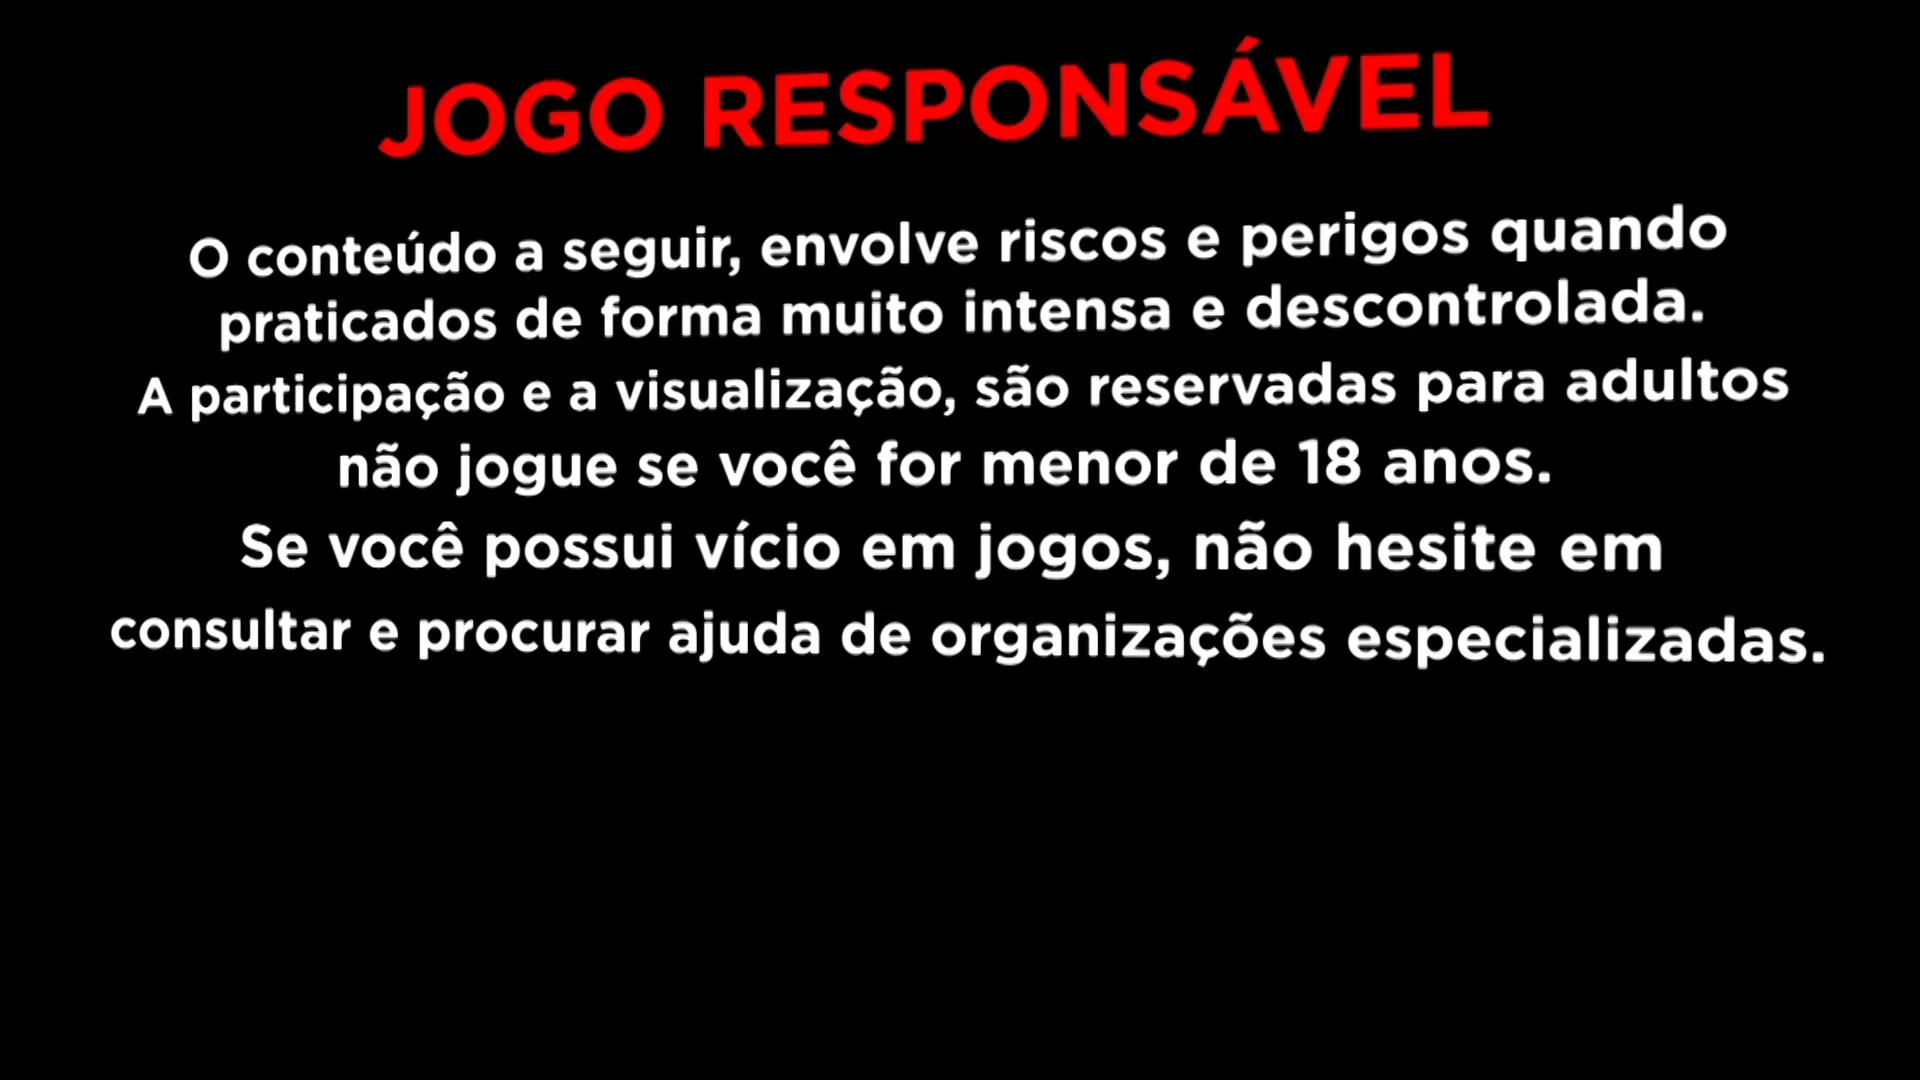 JOGO RESPONSÁVEL
O conteúdo a seguir, envolve riscos e perigos quando
praticados de forma muito intensa e descontrolada.
A participação e a visualização, são reservadas para adultos
não jogue se você for menor de 18 anos.
Se você possui vício em jogos, não hesite em
consultar e procurar ajuda de organizações especializadas.